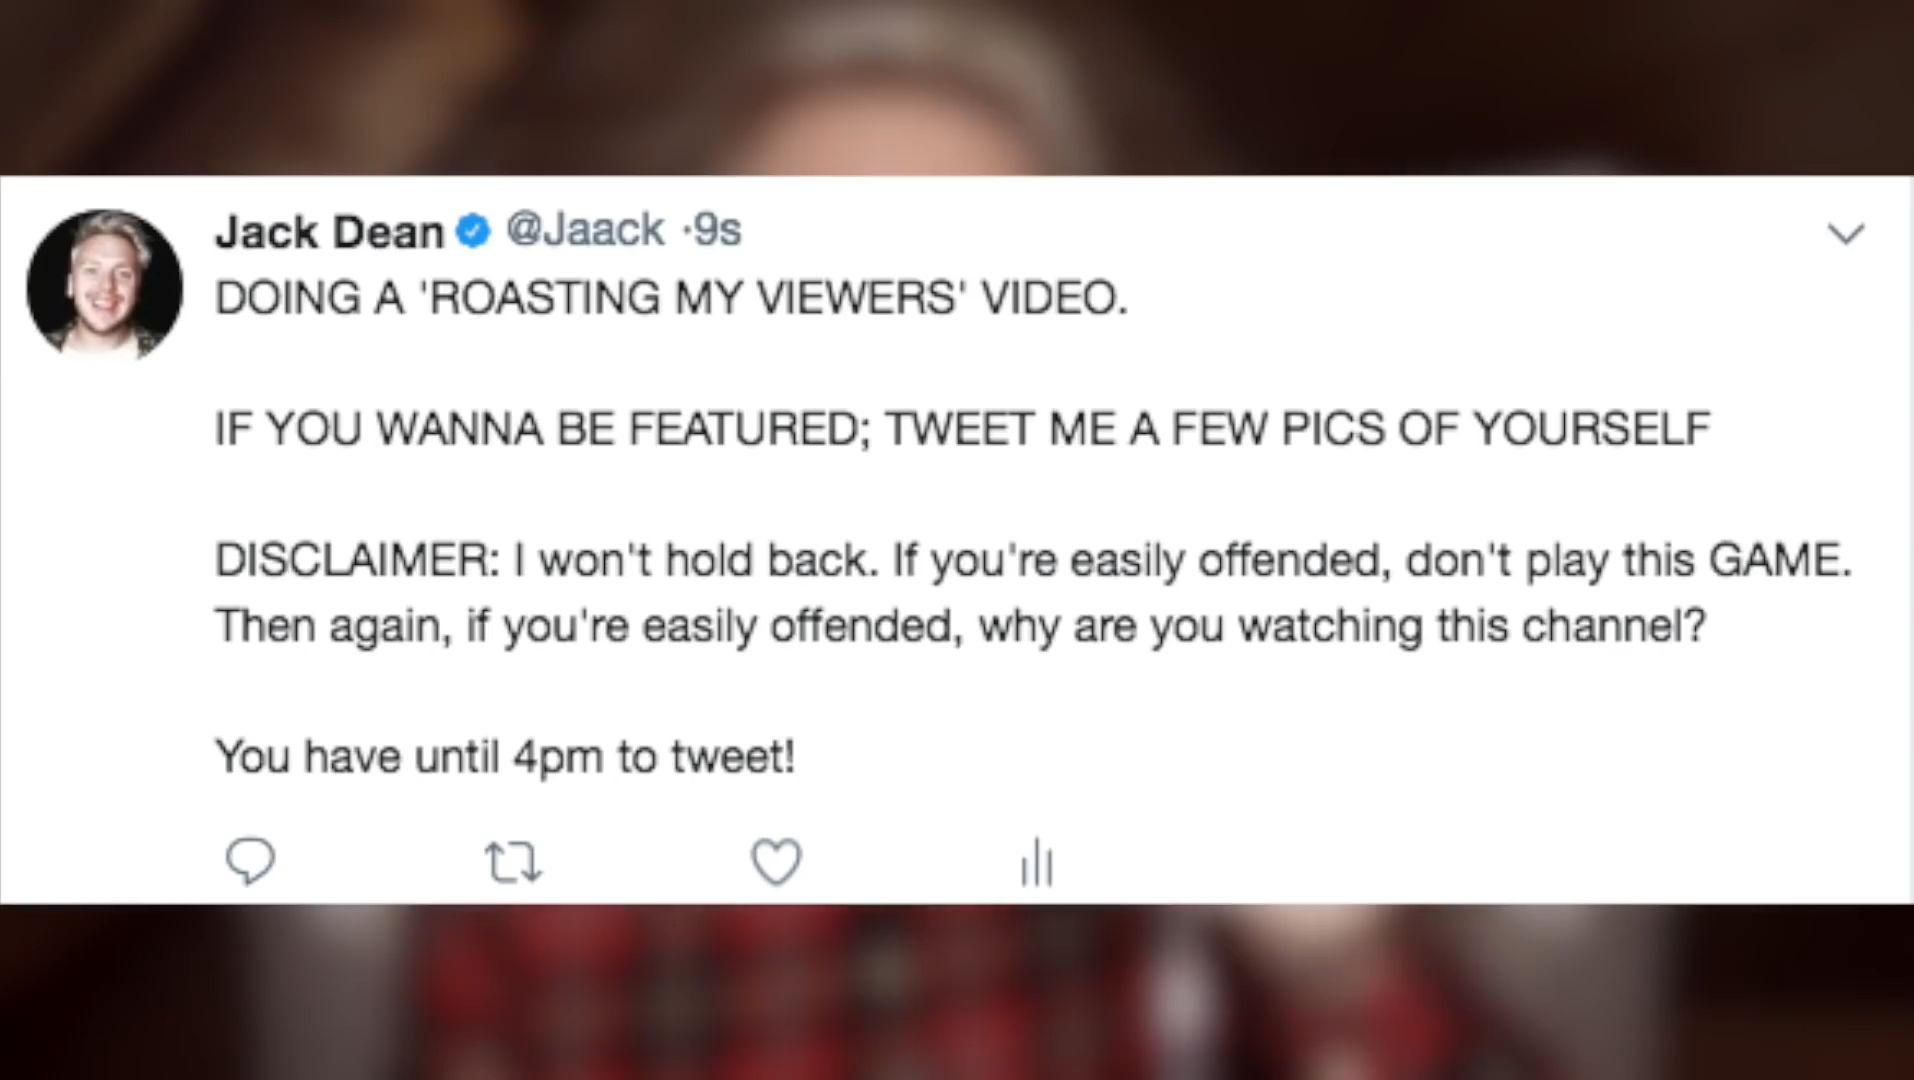 Jack Dean @Jaack ·9s
DOING A 'ROASTING MY VIEWERS' VIDEO.
IF YOU WANNA BE FEATURED; TWEET ME A FEW PICS OF YOURSELF
DISCLAIMER: I won't hold back. If you're easily offended, don't play this GAME.
Then again, if you're easily offended, why are you watching this channel?
You have until 4pm to tweet!